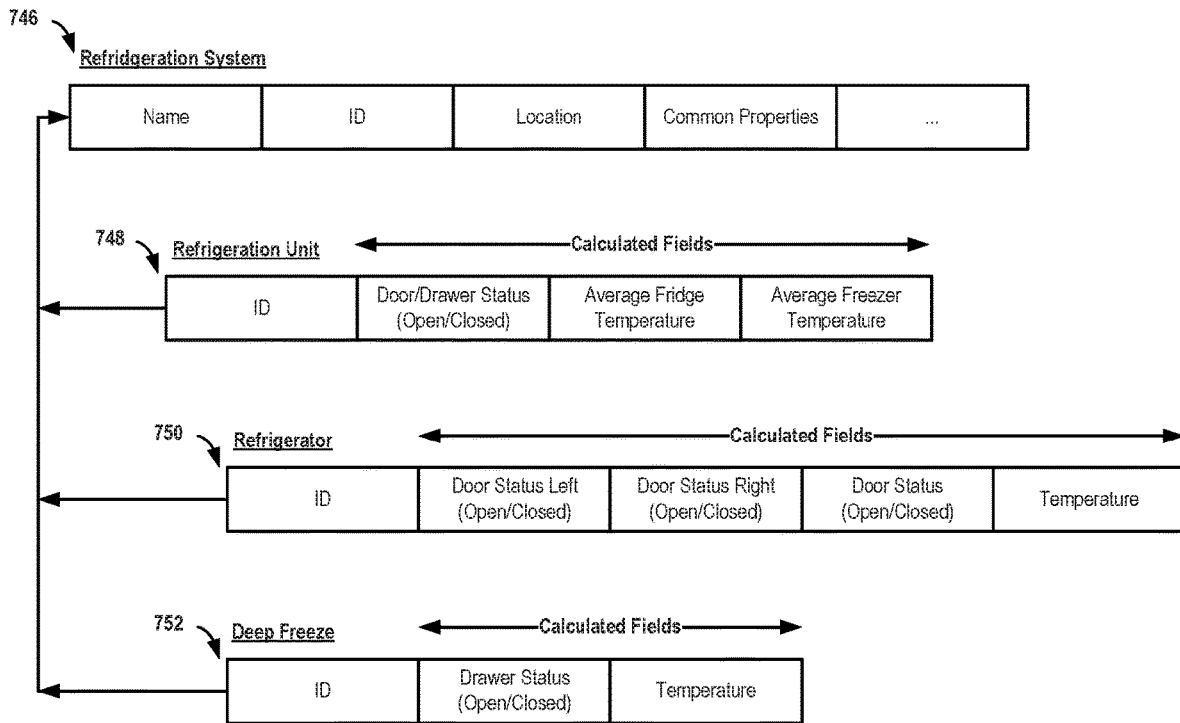 746
Refridgeration System
Name
ID
Location
Common Properties
...
748
Refrigeration Unit
Calculated Fields
ID
Door/Drawer Status
(Open/Closed)
Average Fridge
Temperature
Average Freezer
Temperature
750
Refrigerator
Calculated Fields
ID
Door Status Left
(Open/Closed)
Door Status Right
(Open/Closed)
Door Status
(Open/Closed)
Temperature
752
Deep Freeze
Calculated Fields
ID
Drawer Status
(Open/Closed)
Temperature